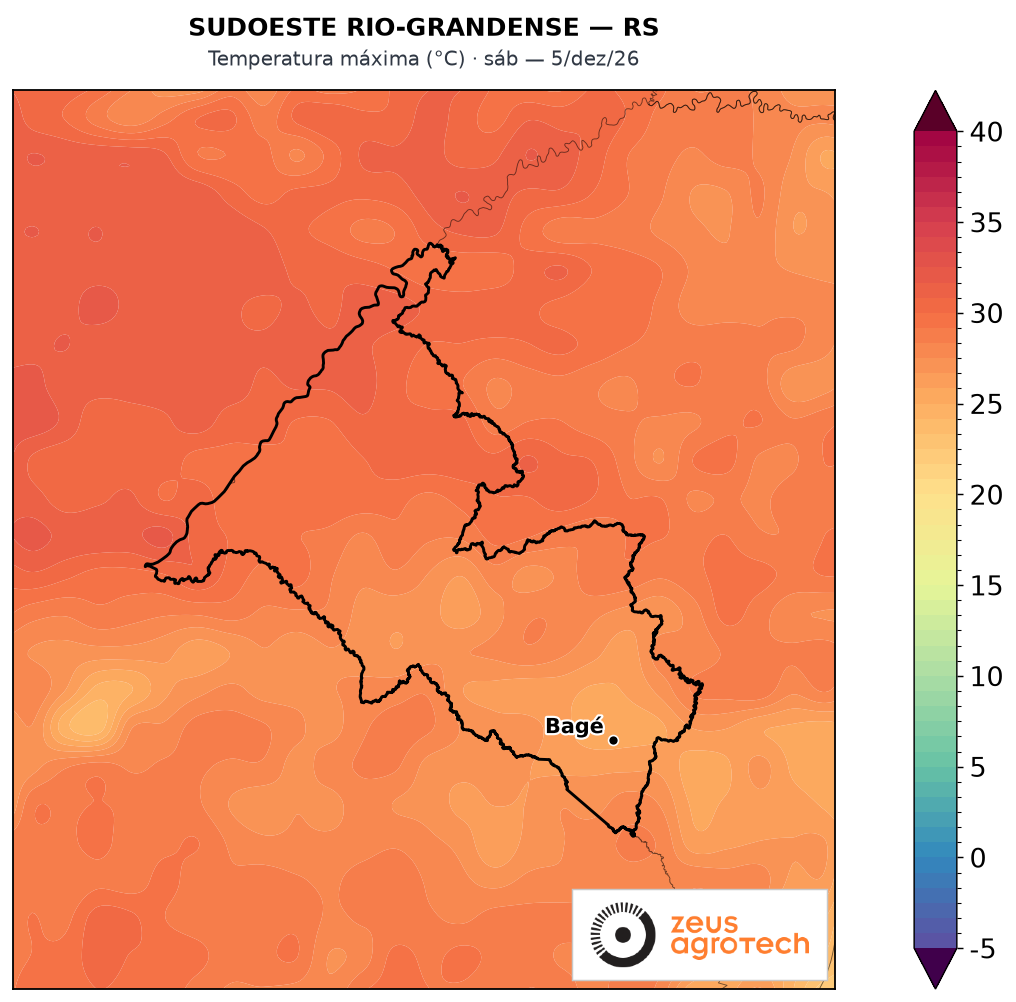 SUDOESTE RIO-GRANDENSE — RS
Temperatura máxima (°C) · sáb — 5/dez/26
Bagé
zeus
agrotech
40
35
30
25
20
15
10
5
0
-5